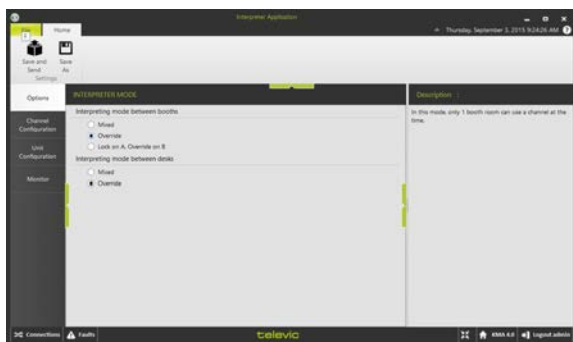 Interpreter Application
Thursday, September 3, 2015 9:24:26 AM
File
Home
Save and Send
Save As
Settings
Options
Channel Configuration
Unit Configuration
Monitor
INTERPRETER MODE
Interpreting mode between booths
Mixed
Override
Lock on A, Override on B
Interpreting mode between desks
Mixed
Override
Description :
In this mode, only 1 booth room can use a channel at the
time.
Connections
Faults
televic
Logout admin